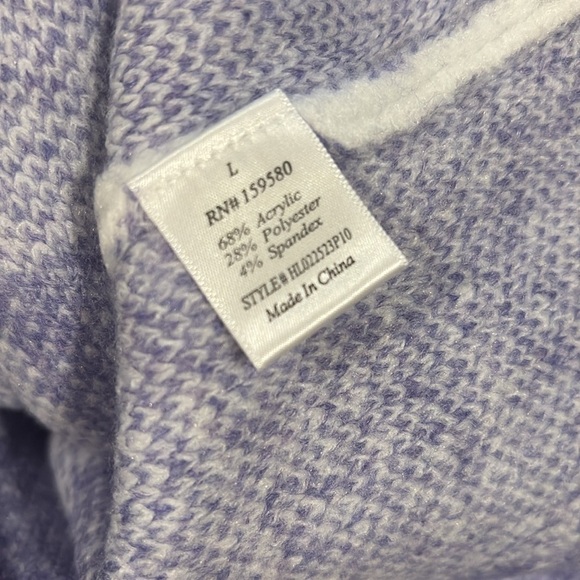 L
RN# 159580
68% Acrylic
28% Polyester
4% Spandex
STYLE# HL022523P10
Made In China